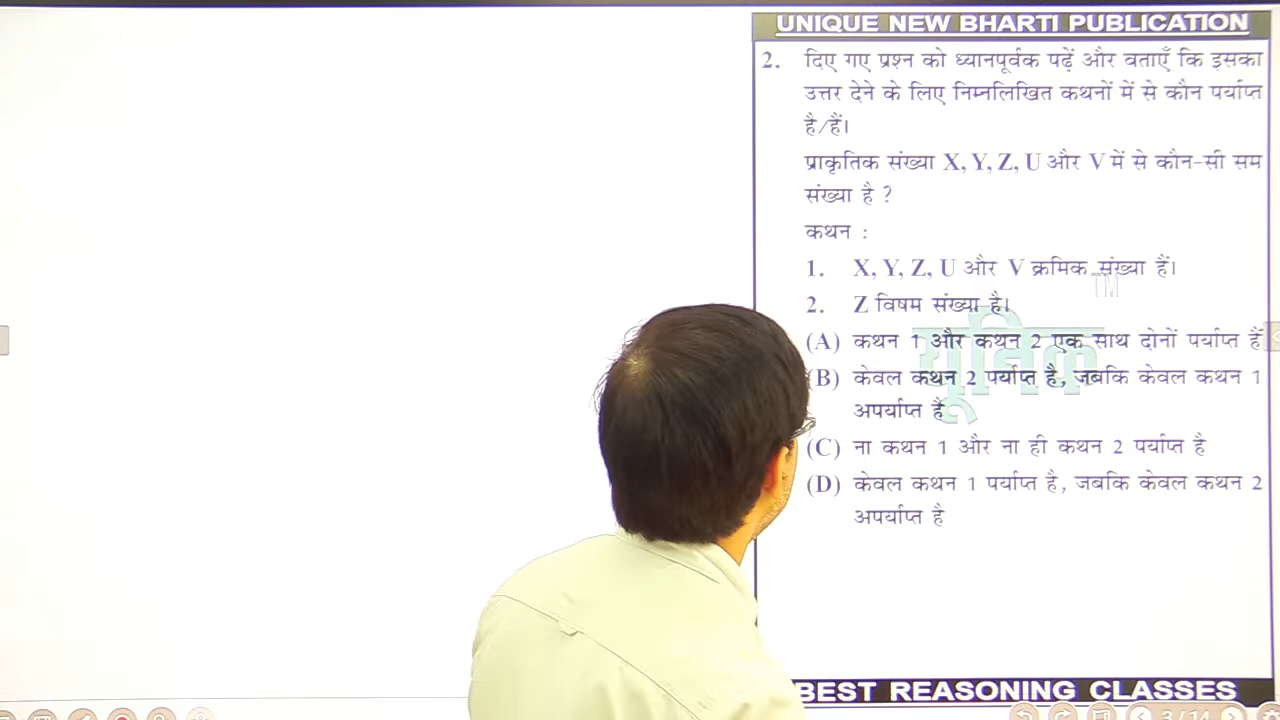 UNIQUE NEW BHARTI PUBLICATION
2. दिए गए प्रश्न को ध्यानपूर्वक पढ़ें और बताएँ कि इसका
उत्तर देने के लिए निम्नलिखित कथनों में से कौन पर्याप्त
है/हैं।
प्राकृतिक संख्या X, Y, Z, U और V में से कौन-सी सम
संख्या है ?
कथन :
1. X, Y, Z, U और V क्रमिक संख्या हैं।
TM
2. Z विषम संख्या है।
यूनिक
(A) कथन 1 और कथन 2 एक साथ दोनों पर्याप्त हैं
(B) केवल कथन 2 पर्याप्त है, जबकि केवल कथन 1
अपर्याप्त है
(C) ना कथन 1 और ना ही कथन 2 पर्याप्त है
(D) केवल कथन 1 पर्याप्त है, जबकि केवल कथन 2
अपर्याप्त है
BEST REASONING CLASSES
3 / 14